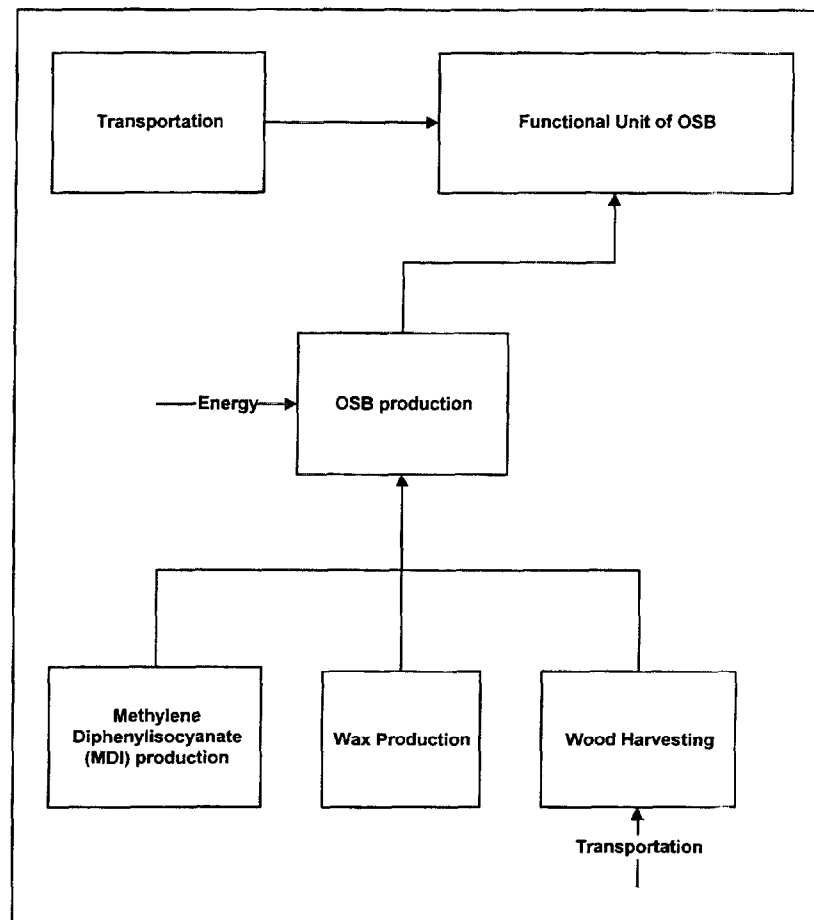 Transportation
Functional Unit of OSB
Energy
OSB production
Methylene
Diphenylisocyanate
(MDI) production
Wax Production
Wood Harvesting
Transportation